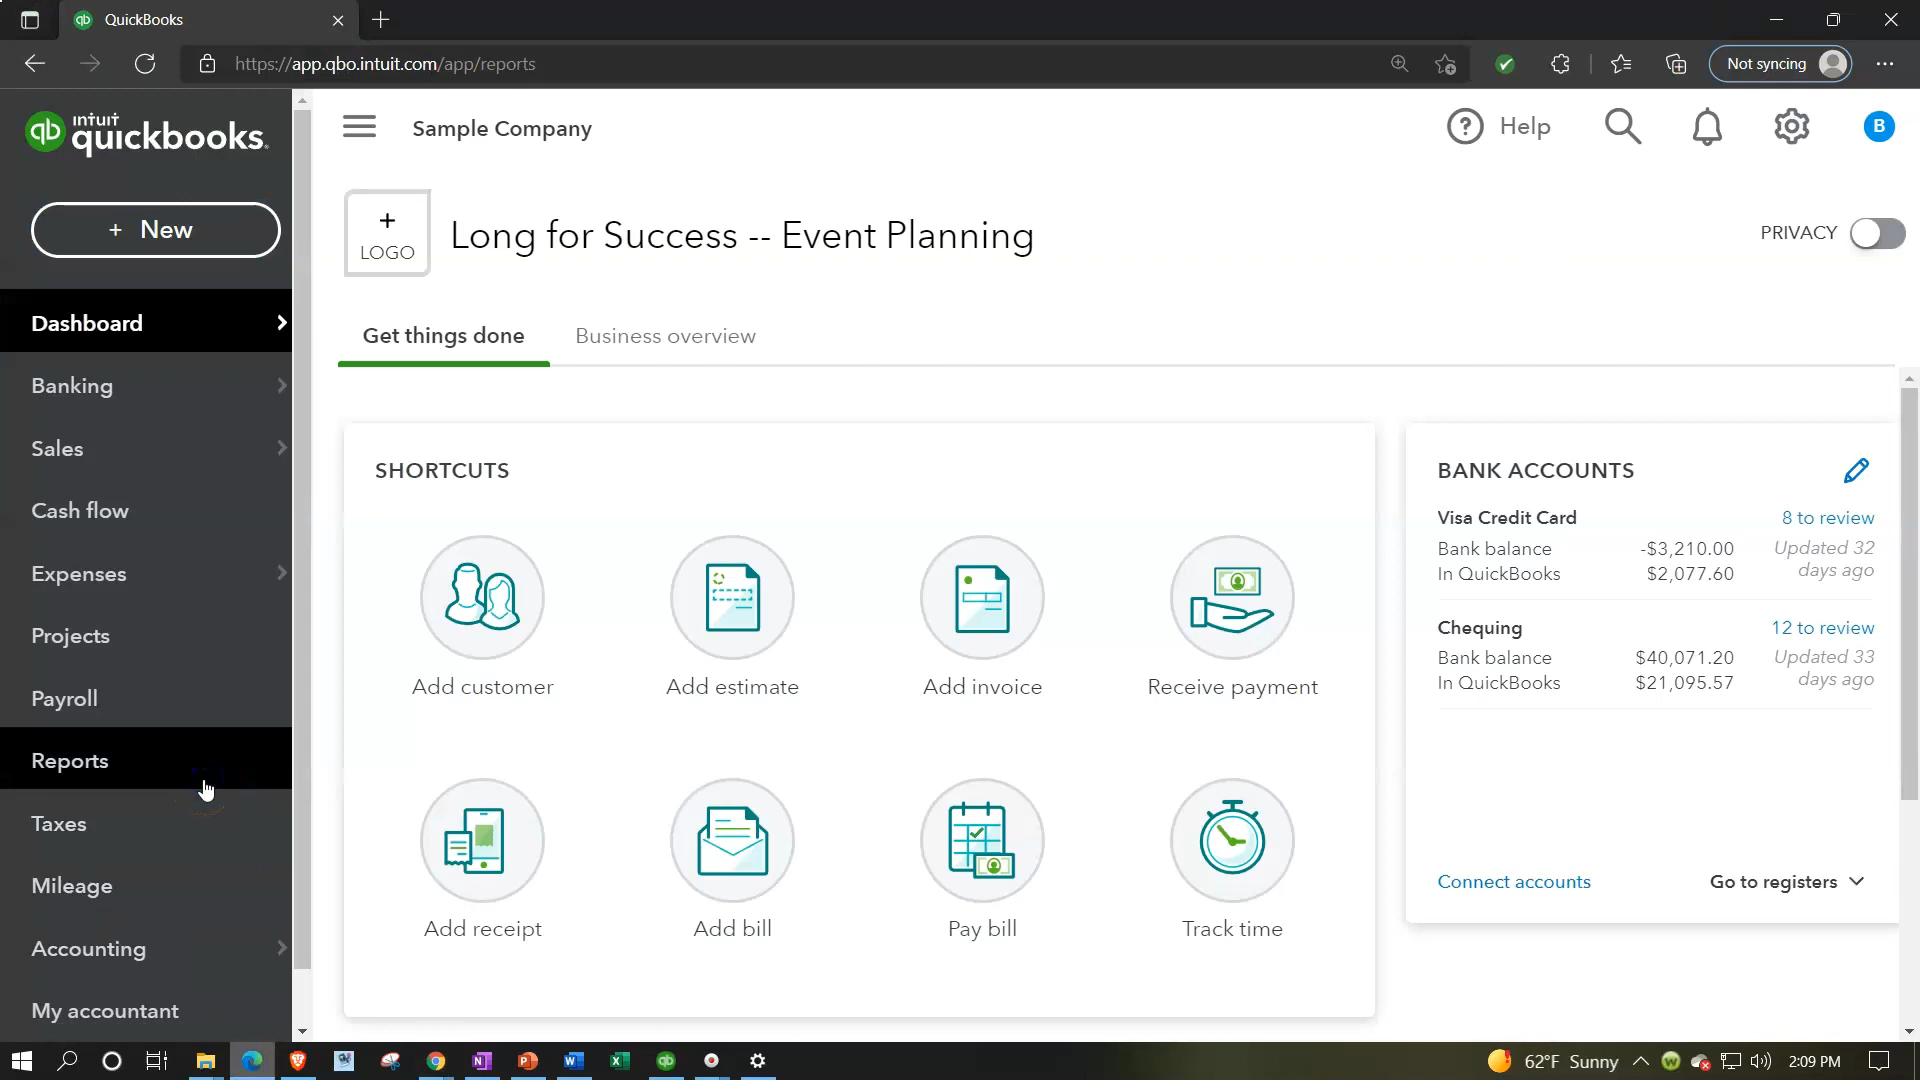 QuickBooks
https://app.qbo.intuit.com/app/reports
Not syncing
intuit
quickbooks.
Sample Company
Help
B
+ New
+
LOGO
Long for Success -- Event Planning
PRIVACY
Dashboard
Banking
Sales
Cash flow
Expenses
Projects
Payroll
Reports
Taxes
Mileage
Accounting
My accountant
Get things done
Business overview
SHORTCUTS
Add customer
Add estimate
Add invoice
Receive payment
Add receipt
Add bill
Pay bill
Track time
BANK ACCOUNTS
Visa Credit Card 8 to review
Bank balance -$3,210.00 Updated 32
In QuickBooks $2,077.60 days ago
Chequing 12 to review
Bank balance $40,071.20 Updated 33
In QuickBooks $21,095.57 days ago
Connect accounts Go to registers
62°F Sunny
2:09 PM